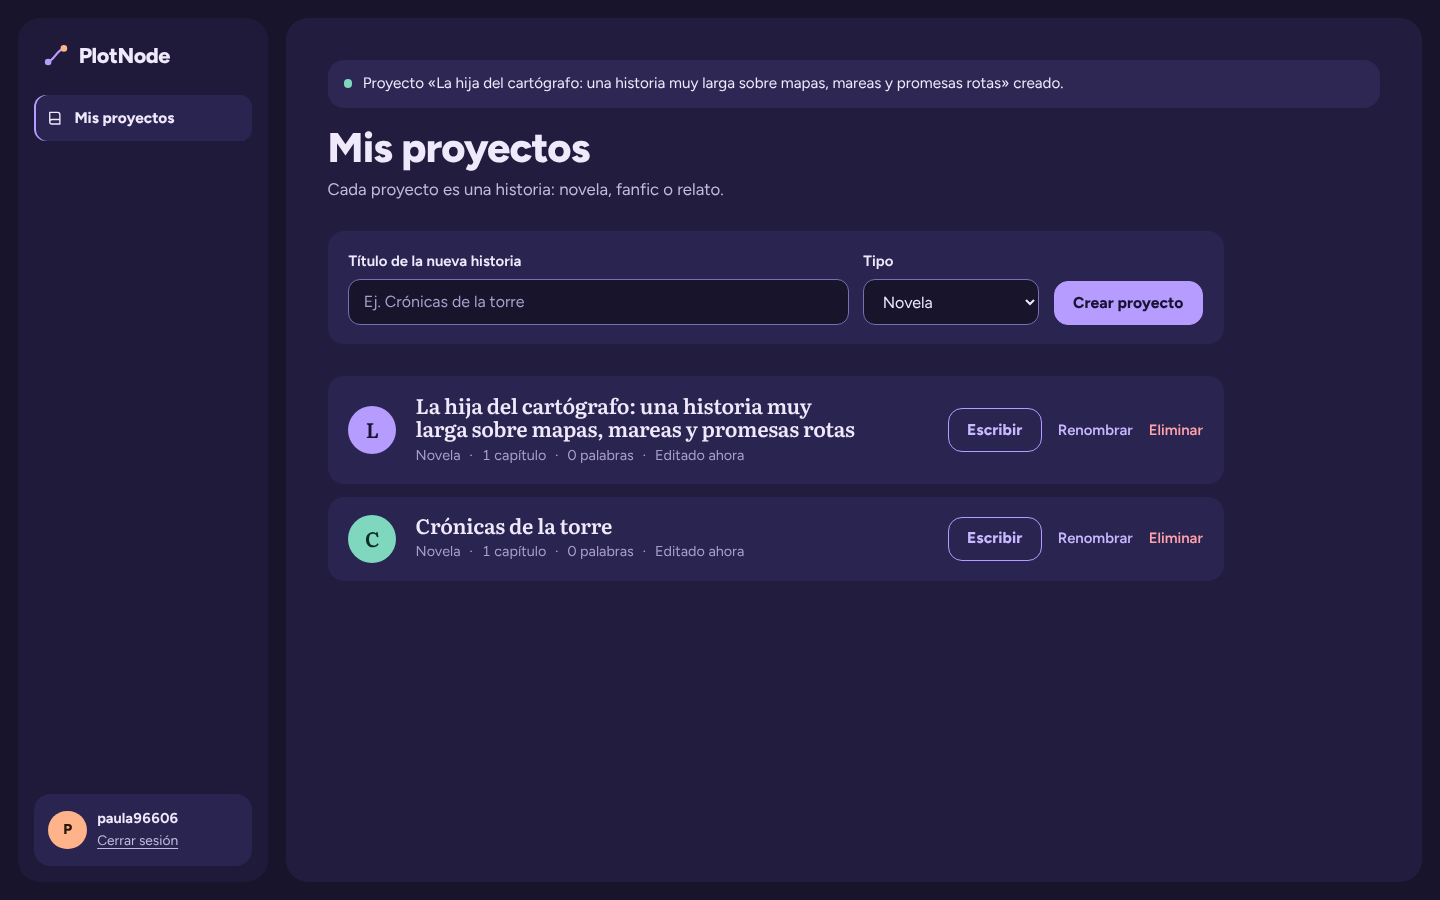 PlotNode
Mis proyectos
P
paula96606
Cerrar sesión
Proyecto «La hija del cartógrafo: una historia muy larga sobre mapas, mareas y promesas rotas» creado.
Mis proyectos
Cada proyecto es una historia: novela, fanfic o relato.
Título de la nueva historia
Tipo
Ej. Crónicas de la torre
Novela
Crear proyecto
L
La hija del cartógrafo: una historia muy
larga sobre mapas, mareas y promesas rotas
Novela · 1 capítulo · 0 palabras · Editado ahora
Escribir
Renombrar
Eliminar
C
Crónicas de la torre
Novela · 1 capítulo · 0 palabras · Editado ahora
Escribir
Renombrar
Eliminar